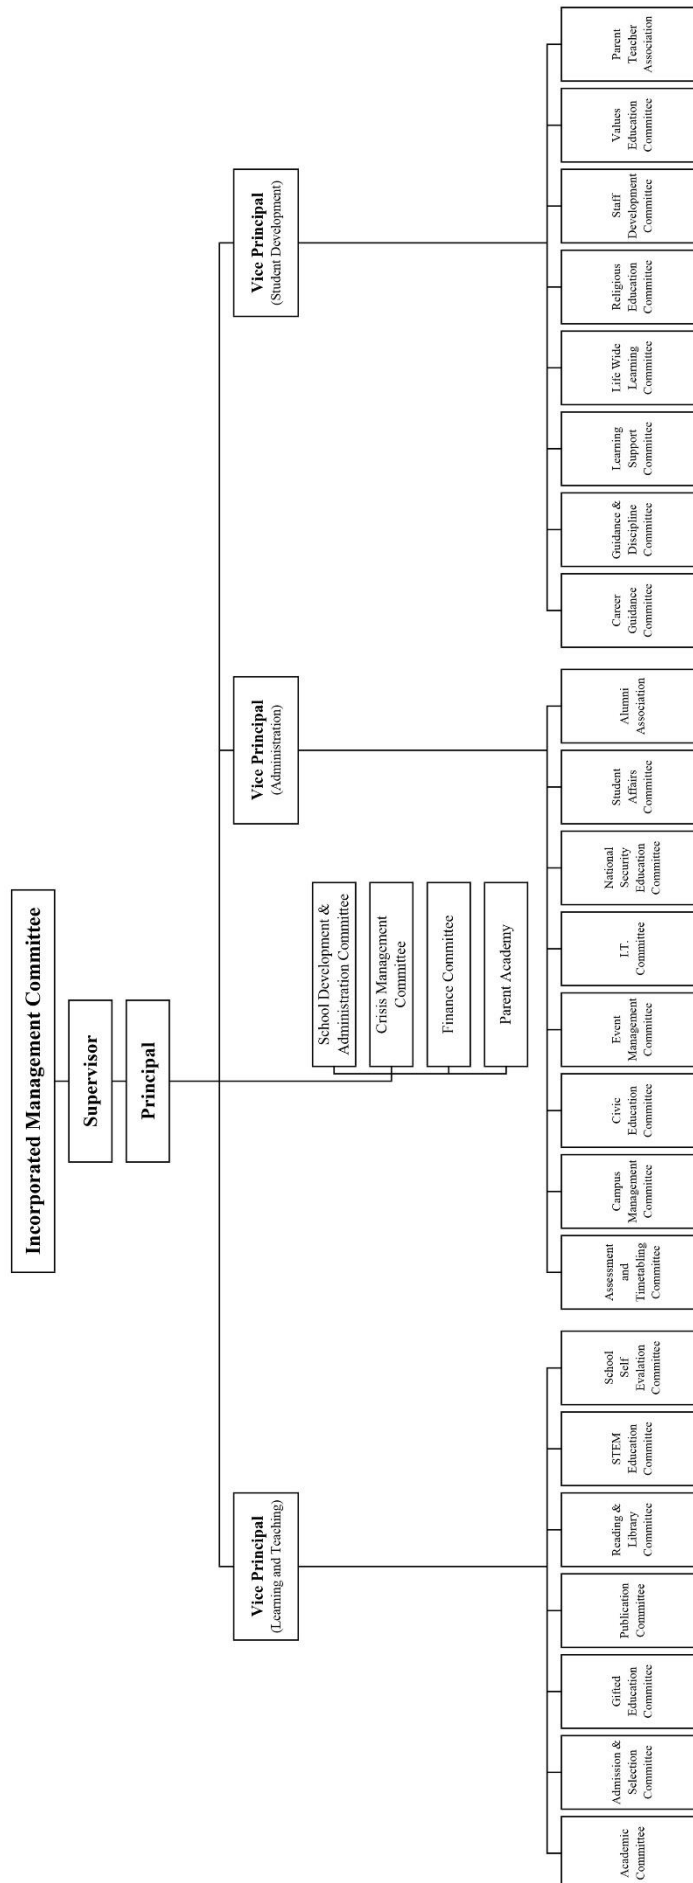 Incorporated Management Committee
Supervisor
Principal
School Development &
Administration Committee
Crisis Management
Committee
Finance Committee
Parent Academy
Vice Principal
(Learning and Teaching)
Academic
Committee
Admission &
Selection
Committee
Gifted
Education
Committee
Publication
Committee
Reading &
Library
Committee
STEM
Education
Committee
School
Self
Evalation
Committee
Vice Principal
(Administration)
Assessment
and
Timetabling
Committee
Campus
Management
Committee
Civic
Education
Committee
Event
Management
Committee
I.T.
Committee
National
Security
Education
Committee
Student
Affairs
Committee
Alumni
Association
Vice Principal
(Student Development)
Career
Guidance
Committee
Guidance &
Discipline
Committee
Learning
Support
Committee
Life Wide
Learning
Committee
Religious
Education
Committee
Staff
Development
Committee
Values
Education
Committee
Parent
Teacher
Association